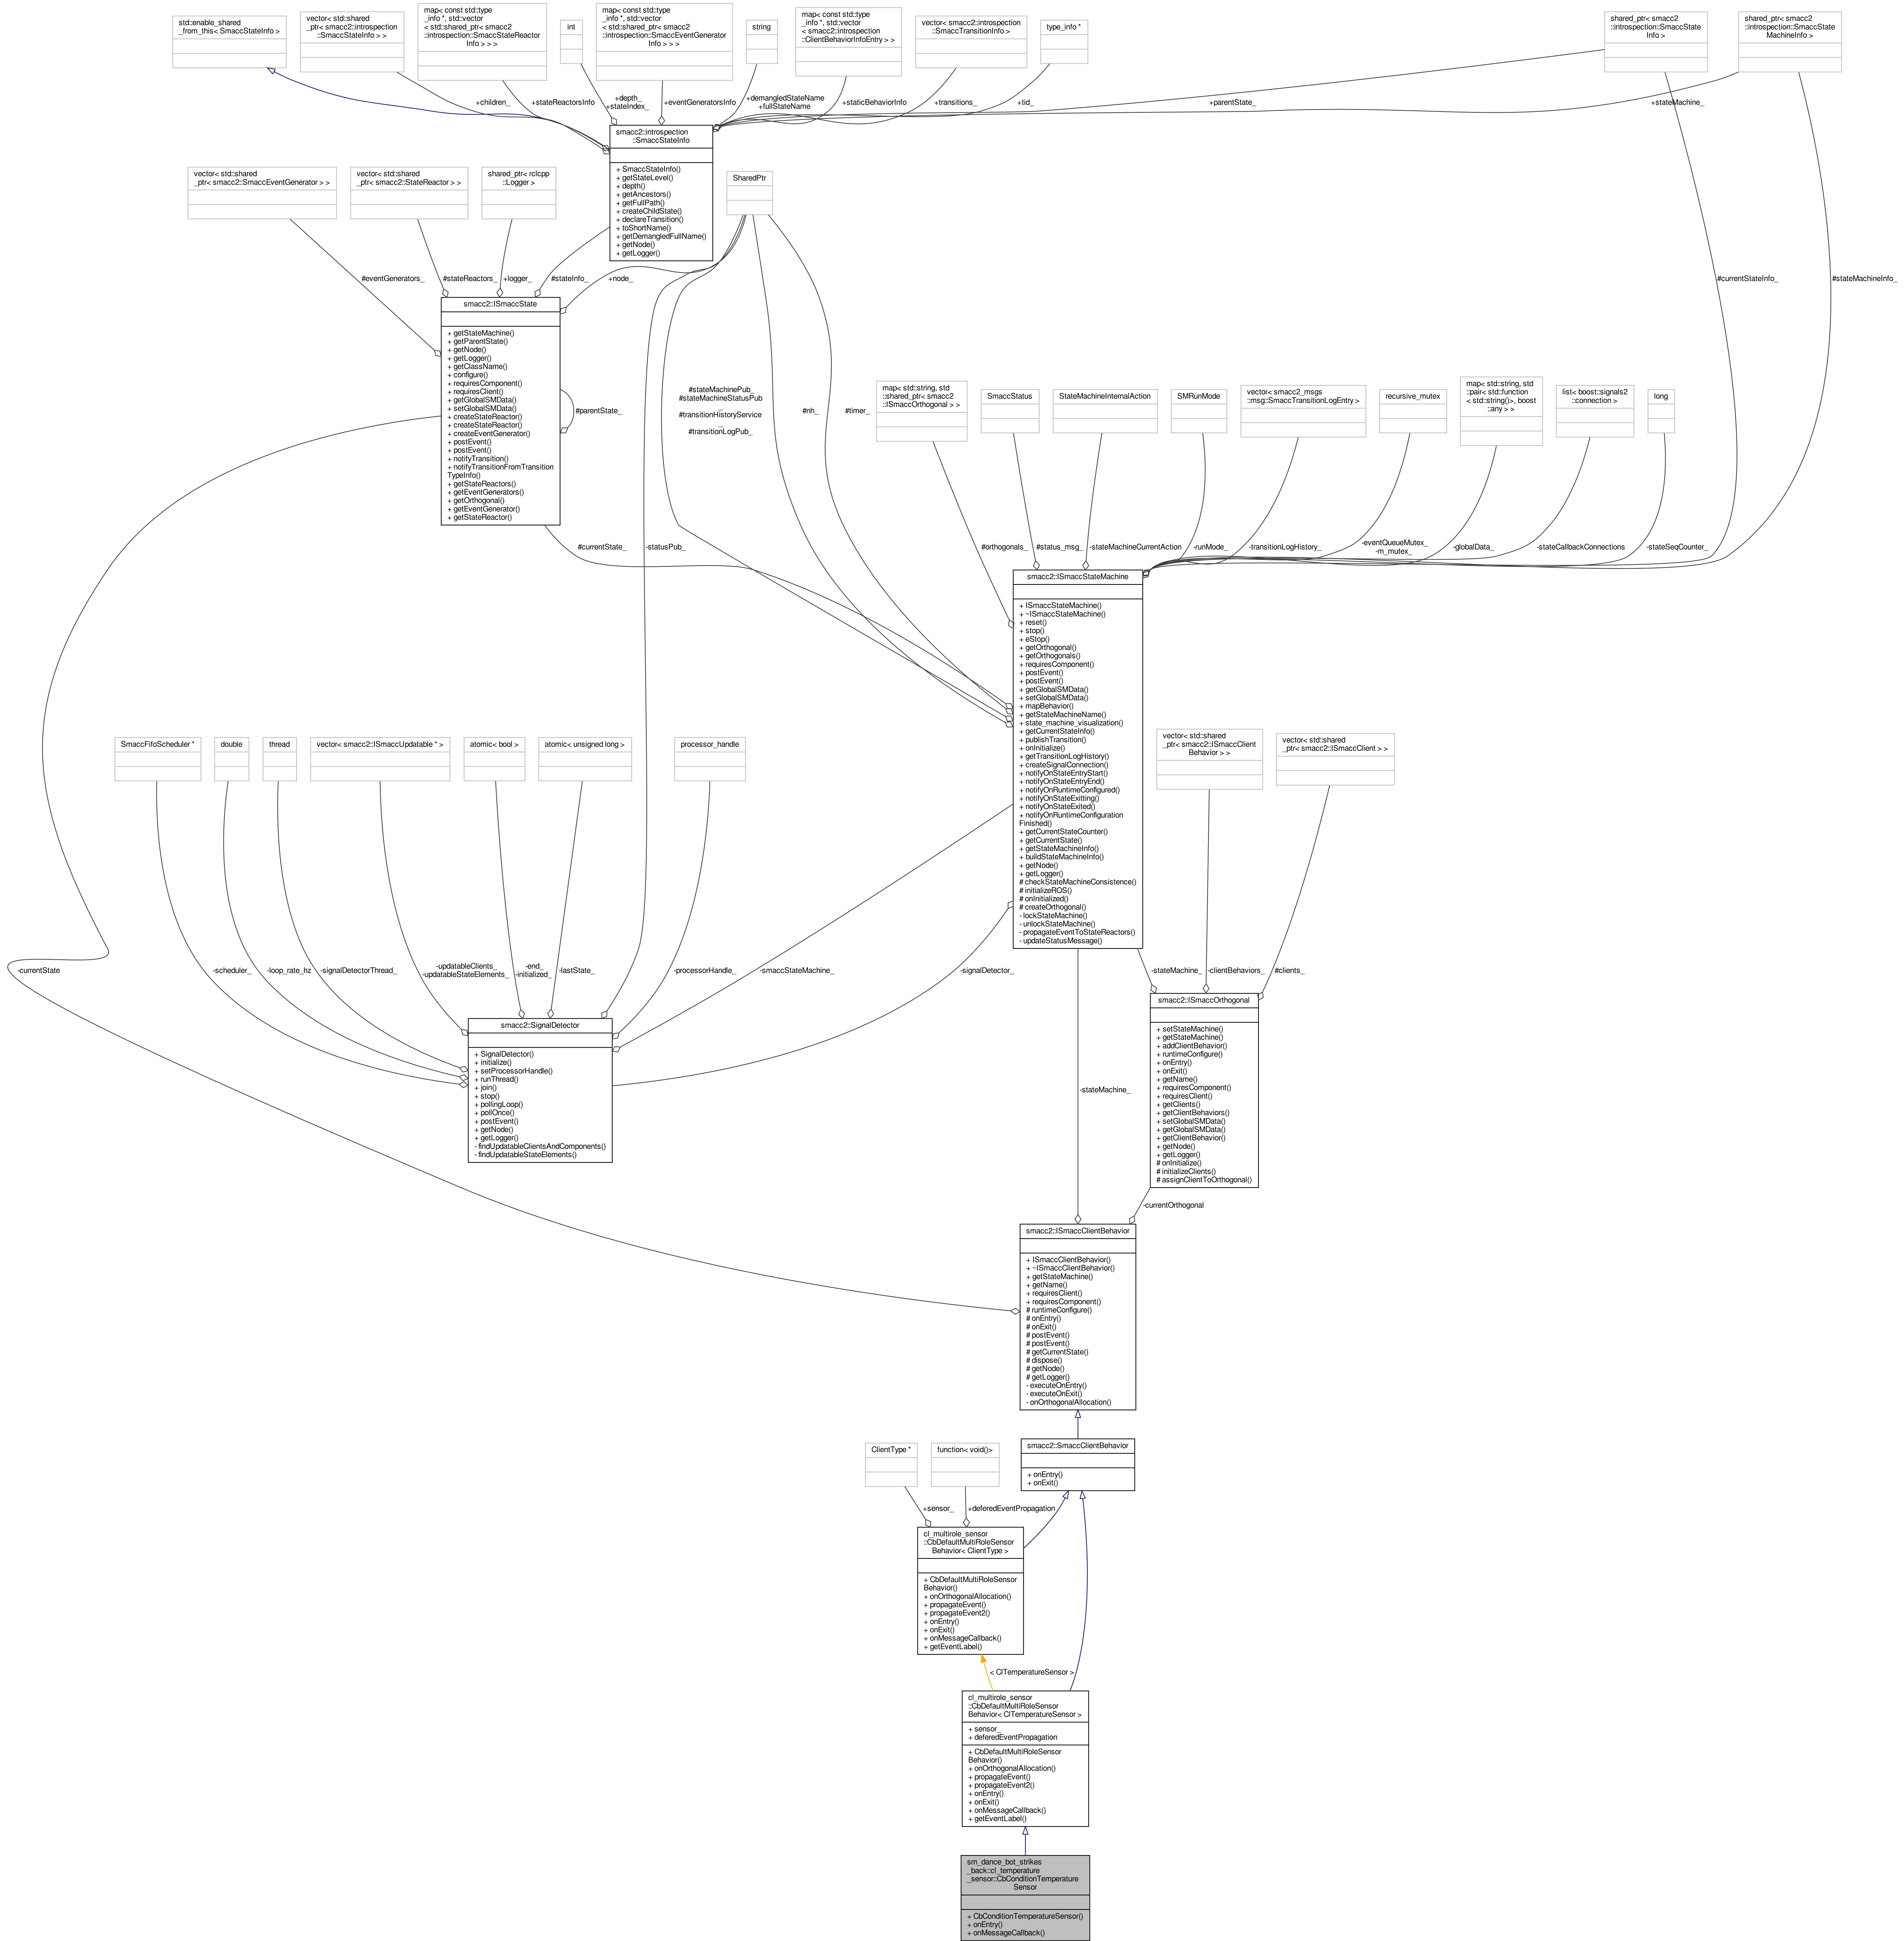 std::enable_shared
_from_this< SmaccStateInfo >
vector< std::shared
_ptr< smacc2::introspection
::SmaccStateInfo > >
map< const std::type
_info *, std::vector
< std::shared_ptr< smacc2
::introspection::SmaccStateReactor
Info > > >
int
map< const std::type
_info *, std::vector
< std::shared_ptr< smacc2
::introspection::SmaccEventGenerator
Info > > >
string
map< const std::type
_info *, std::vector
< smacc2::introspection
::ClientBehaviorInfoEntry > >
vector< smacc2::introspection
::SmaccTransitionInfo >
type_info *
shared_ptr< smacc2
::introspection::SmaccState
Info >
shared_ptr< smacc2
::introspection::SmaccState
MachineInfo >
+children_
+stateReactorsInfo
+depth_
+stateIndex_
+eventGeneratorsInfo
+demangledStateName
+fullStateName
+staticBehaviorInfo
+transitions_
+tid_
+parentState_
+stateMachine_
smacc2::introspection
::SmaccStateInfo
+ SmaccStateInfo()
+ getStateLevel()
+ depth()
+ getAncestors()
+ getFullPath()
+ createChildState()
+ declareTransition()
+ toShortName()
+ getDemangledFullName()
+ getNode()
+ getLogger()
vector< std::shared
_ptr< smacc2::SmaccEventGenerator > >
vector< std::shared
_ptr< smacc2::StateReactor > >
shared_ptr< rclcpp
::Logger >
SharedPtr
#eventGenerators_
#stateReactors_
+logger_
#stateInfo_
+node_
#currentStateInfo_
#stateMachineInfo_
smacc2::ISmaccState
+ getStateMachine()
+ getParentState()
+ getNode()
+ getLogger()
+ getClassName()
+ configure()
+ requiresComponent()
+ requiresClient()
+ getGlobalSMData()
+ setGlobalSMData()
+ createStateReactor()
+ createStateReactor()
+ createEventGenerator()
+ postEvent()
+ postEvent()
+ notifyTransition()
+ notifyTransitionFromTransition
TypeInfo()
+ getStateReactors()
+ getEventGenerators()
+ getOrthogonal()
+ getEventGenerator()
+ getStateReactor()
#parentState_
#stateMachinePub_
#stateMachineStatusPub
_
#transitionHistoryService
_
#transitionLogPub_
#nh_
#timer_
map< std::string, std
::shared_ptr< smacc2
::ISmaccOrthogonal > >
SmaccStatus
StateMachineInternalAction
SMRunMode
vector< smacc2_msgs
::msg::SmaccTransitionLogEntry >
recursive_mutex
map< std::string, std
::pair< std::function
< std::string()>, boost
::any > >
list< boost::signals2
::connection >
long
#currentState_
-statusPub_
#orthogonals_
#status_msg_
-stateMachineCurrentAction
-runMode_
-transitionLogHistory_
-eventQueueMutex_
-m_mutex_
-globalData_
-stateCallbackConnections
-stateSeqCounter_
smacc2::ISmaccStateMachine
+ ISmaccStateMachine()
+ ~ISmaccStateMachine()
+ reset()
+ stop()
+ eStop()
+ getOrthogonal()
+ getOrthogonals()
+ requiresComponent()
+ postEvent()
+ postEvent()
+ getGlobalSMData()
+ setGlobalSMData()
+ mapBehavior()
+ getStateMachineName()
+ state_machine_visualization()
+ getCurrentStateInfo()
+ publishTransition()
+ onInitialize()
+ getTransitionLogHistory()
+ createSignalConnection()
+ notifyOnStateEntryStart()
+ notifyOnStateEntryEnd()
+ notifyOnRuntimeConfigured()
+ notifyOnStateExitting()
+ notifyOnStateExited()
+ notifyOnRuntimeConfiguration
Finished()
+ getCurrentStateCounter()
+ getCurrentState()
+ getStateMachineInfo()
+ buildStateMachineInfo()
+ getNode()
+ getLogger()
# checkStateMachineConsistence()
# initializeROS()
# onInitialized()
# createOrthogonal()
- lockStateMachine()
- unlockStateMachine()
- propagateEventToStateReactors()
- updateStatusMessage()
SmaccFifoScheduler *
double
thread
vector< smacc2::ISmaccUpdatable * >
atomic< bool >
atomic< unsigned long >
processor_handle
vector< std::shared
_ptr< smacc2::ISmaccClient
Behavior > >
vector< std::shared
_ptr< smacc2::ISmaccClient > >
-currentState
-scheduler_
-loop_rate_hz
-signalDetectorThread_
-updatableClients_
-updatableStateElements_
-end_
-initialized_
-lastState_
-processorHandle_
-smaccStateMachine_
-signalDetector_
-stateMachine_
-clientBehaviors_
#clients_
smacc2::SignalDetector
+ SignalDetector()
+ initialize()
+ setProcessorHandle()
+ runThread()
+ join()
+ stop()
+ pollingLoop()
+ pollOnce()
+ postEvent()
+ getNode()
+ getLogger()
- findUpdatableClientsAndComponents()
- findUpdatableStateElements()
smacc2::ISmaccOrthogonal
+ setStateMachine()
+ getStateMachine()
+ addClientBehavior()
+ runtimeConfigure()
+ onEntry()
+ onExit()
+ getName()
+ requiresComponent()
+ requiresClient()
+ getClients()
+ getClientBehaviors()
+ setGlobalSMData()
+ getGlobalSMData()
+ getClientBehavior()
+ getNode()
+ getLogger()
# onInitialize()
# initializeClients()
# assignClientToOrthogonal()
-stateMachine_
-currentOrthogonal
smacc2::ISmaccClientBehavior
+ ISmaccClientBehavior()
+ ~ISmaccClientBehavior()
+ getStateMachine()
+ getName()
+ requiresClient()
+ requiresComponent()
# runtimeConfigure()
# onEntry()
# onExit()
# postEvent()
# postEvent()
# getCurrentState()
# dispose()
# getNode()
# getLogger()
- executeOnEntry()
- executeOnExit()
- onOrthogonalAllocation()
ClientType *
function< void()>
smacc2::SmaccClientBehavior
+ onEntry()
+ onExit()
+sensor_
+deferedEventPropagation
cl_multirole_sensor
::CbDefaultMultiRoleSensor
Behavior< ClientType >
+ CbDefaultMultiRoleSensor
Behavior()
+ onOrthogonalAllocation()
+ propagateEvent()
+ propagateEvent2()
+ onEntry()
+ onExit()
+ onMessageCallback()
+ getEventLabel()
< ClTemperatureSensor >
cl_multirole_sensor
::CbDefaultMultiRoleSensor
Behavior< ClTemperatureSensor >
+ sensor_
+ deferedEventPropagation
+ CbDefaultMultiRoleSensor
Behavior()
+ onOrthogonalAllocation()
+ propagateEvent()
+ propagateEvent2()
+ onEntry()
+ onExit()
+ onMessageCallback()
+ getEventLabel()
sm_dance_bot_strikes
_back::cl_temperature
_sensor::CbConditionTemperature
Sensor
+ CbConditionTemperatureSensor()
+ onEntry()
+ onMessageCallback()